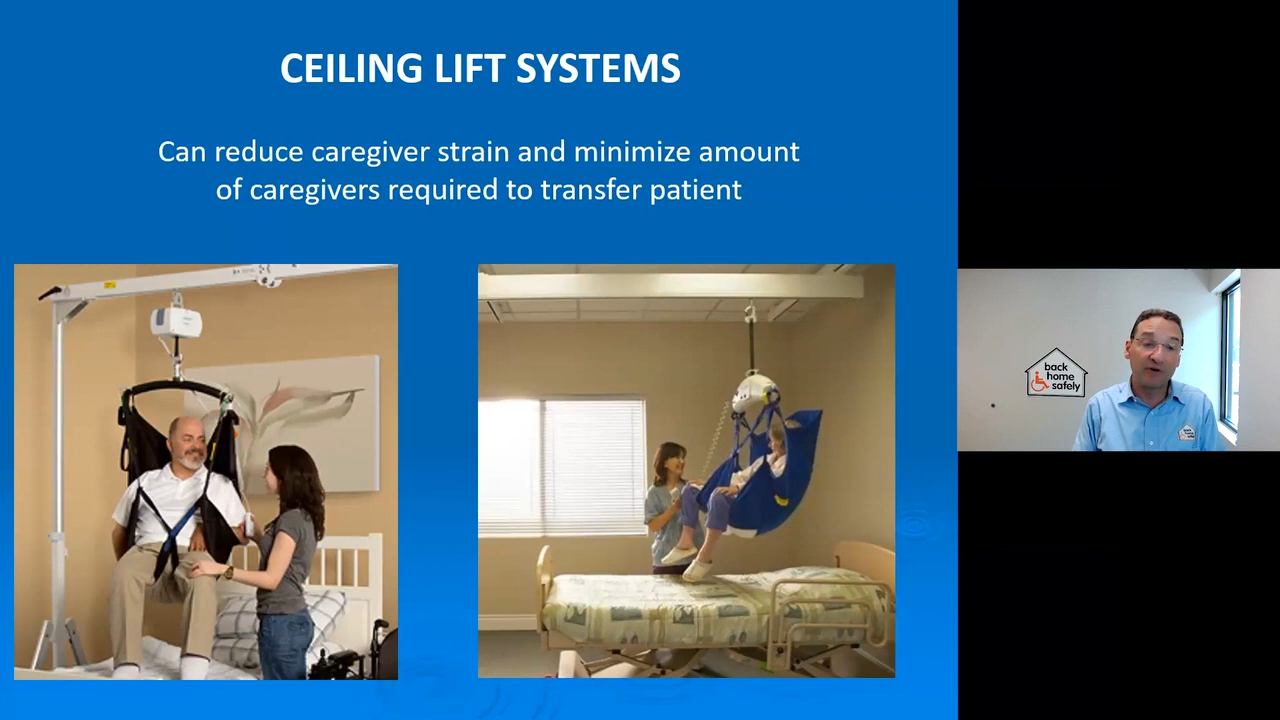 CEILING LIFT SYSTEMS
Can reduce caregiver strain and minimize amount
of caregivers required to transfer patient
back
home
safely